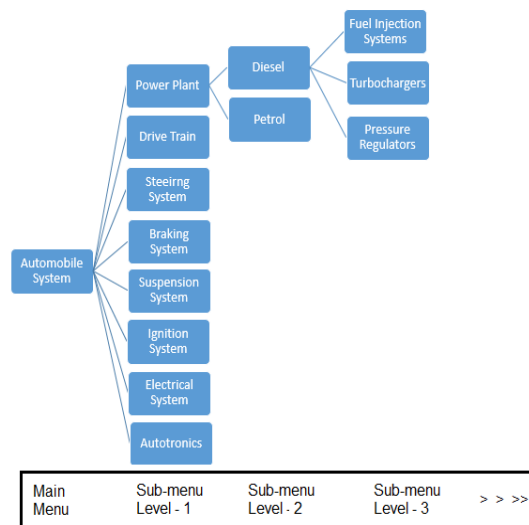 Fuel Injection
Systems
Diesel
Power Plant
Turbochargers
Petrol
Drive Train
Pressure
Regulators
Steeirng
System
Braking
System
Automobile
System
Suspension
System
Ignition
System
Electrical
System
Autotronics
Main
Menu
Sub-menu
Level - 1
Sub-menu
Level - 2
Sub-menu
Level - 3
> > >>